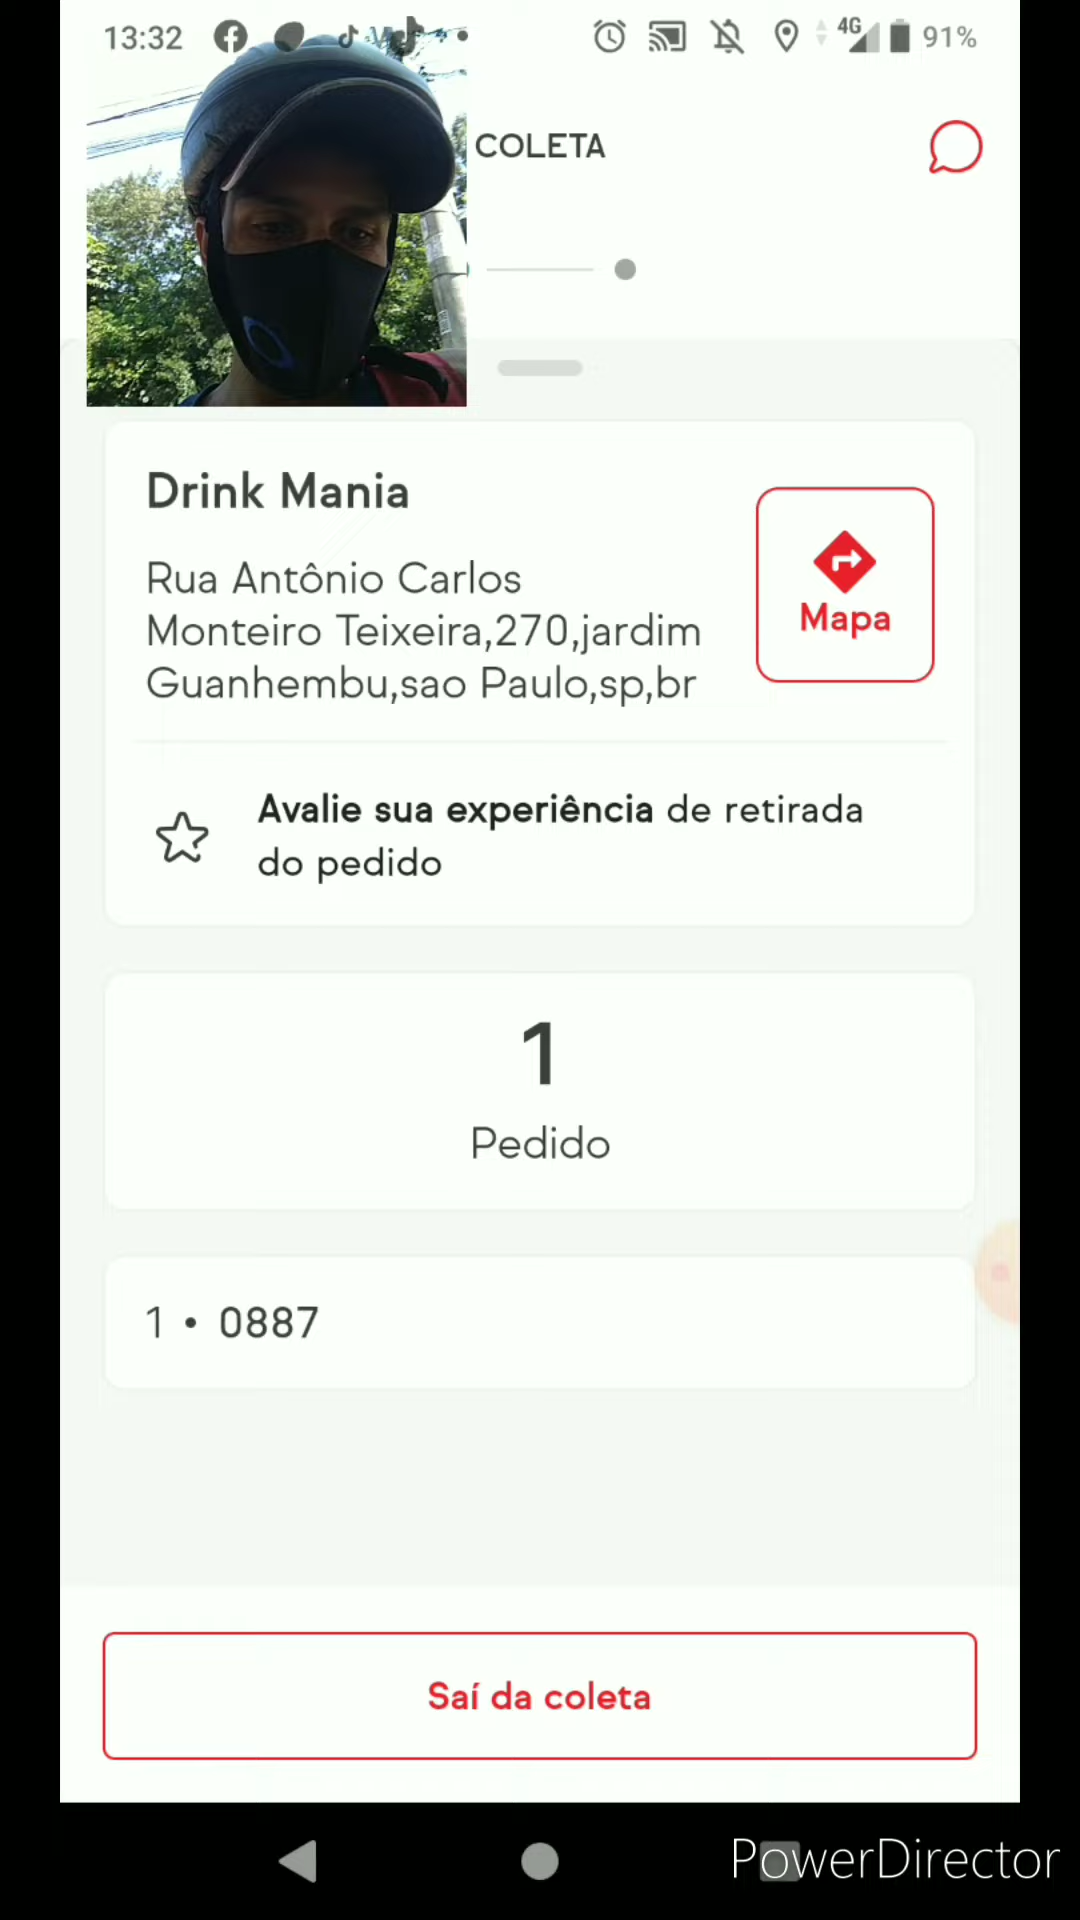 13:32
4G
91%
COLETA
Drink Mania
Rua Antônio Carlos
Monteiro Teixeira,270,jardim
Guanhembu,sao Paulo,sp,br
Mapa
Avalie sua experiência de retirada
do pedido
1
Pedido
1 • 0887
Saí da coleta
PowerDirector